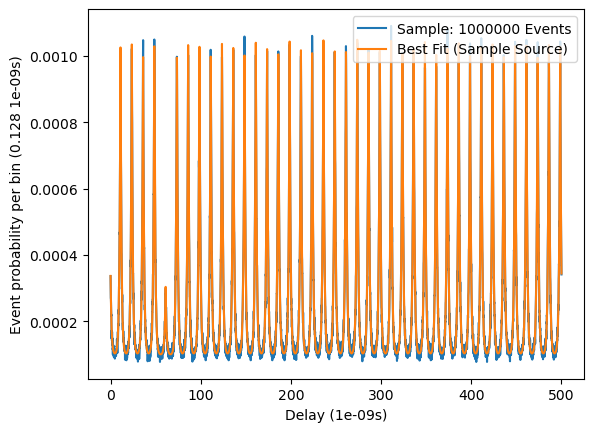 Sample: 1000000 Events
Best Fit (Sample Source)
Event probability per bin (0.128 1e-09s)
0.0010
0.0008
0.0006
0.0004
0.0002
0
100
200
300
400
500
Delay (1e-09s)